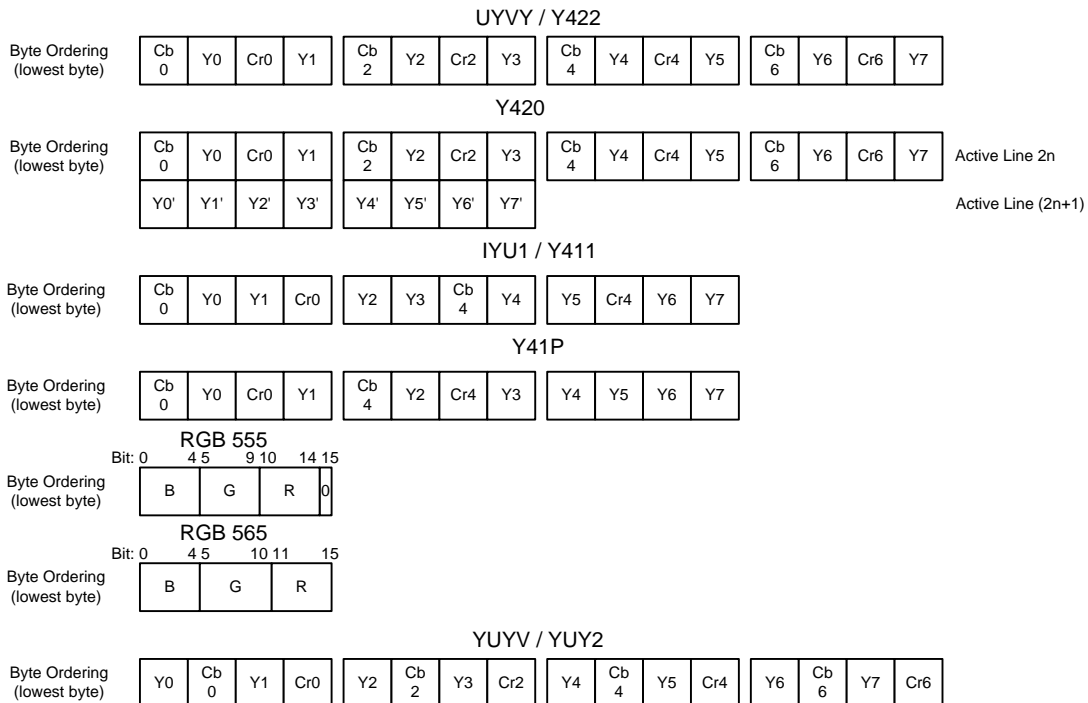 UYVY / Y422
Byte Ordering
(lowest byte)
Cb 0 Y0 Cr0 Y1 Cb 2 Y2 Cr2 Y3 Cb 4 Y4 Cr4 Y5 Cb 6 Y6 Cr6 Y7
Y420
Byte Ordering
(lowest byte)
Cb 0 Y0 Cr0 Y1 Cb 2 Y2 Cr2 Y3 Cb 4 Y4 Cr4 Y5 Cb 6 Y6 Cr6 Y7 Active Line 2n
Y0' Y1' Y2' Y3' Y4' Y5' Y6' Y7' Active Line (2n+1)
IYU1 / Y411
Byte Ordering
(lowest byte)
Cb 0 Y0 Y1 Cr0 Y2 Y3 Cb 4 Y4 Y5 Cr4 Y6 Y7
Y41P
Byte Ordering
(lowest byte)
Cb 0 Y0 Cr0 Y1 Cb 4 Y2 Cr4 Y3 Y4 Y5 Y6 Y7
RGB 555
Bit: 0 4 5 9 10 14 15
Byte Ordering
(lowest byte)
B G R 0
RGB 565
Bit: 0 4 5 10 11 15
Byte Ordering
(lowest byte)
B G R
YUYV / YUY2
Byte Ordering
(lowest byte)
Y0 Cb 0 Y1 Cr0 Y2 Cb 2 Y3 Cr2 Y4 Cb 4 Y5 Cr4 Y6 Cb 6 Y7 Cr6